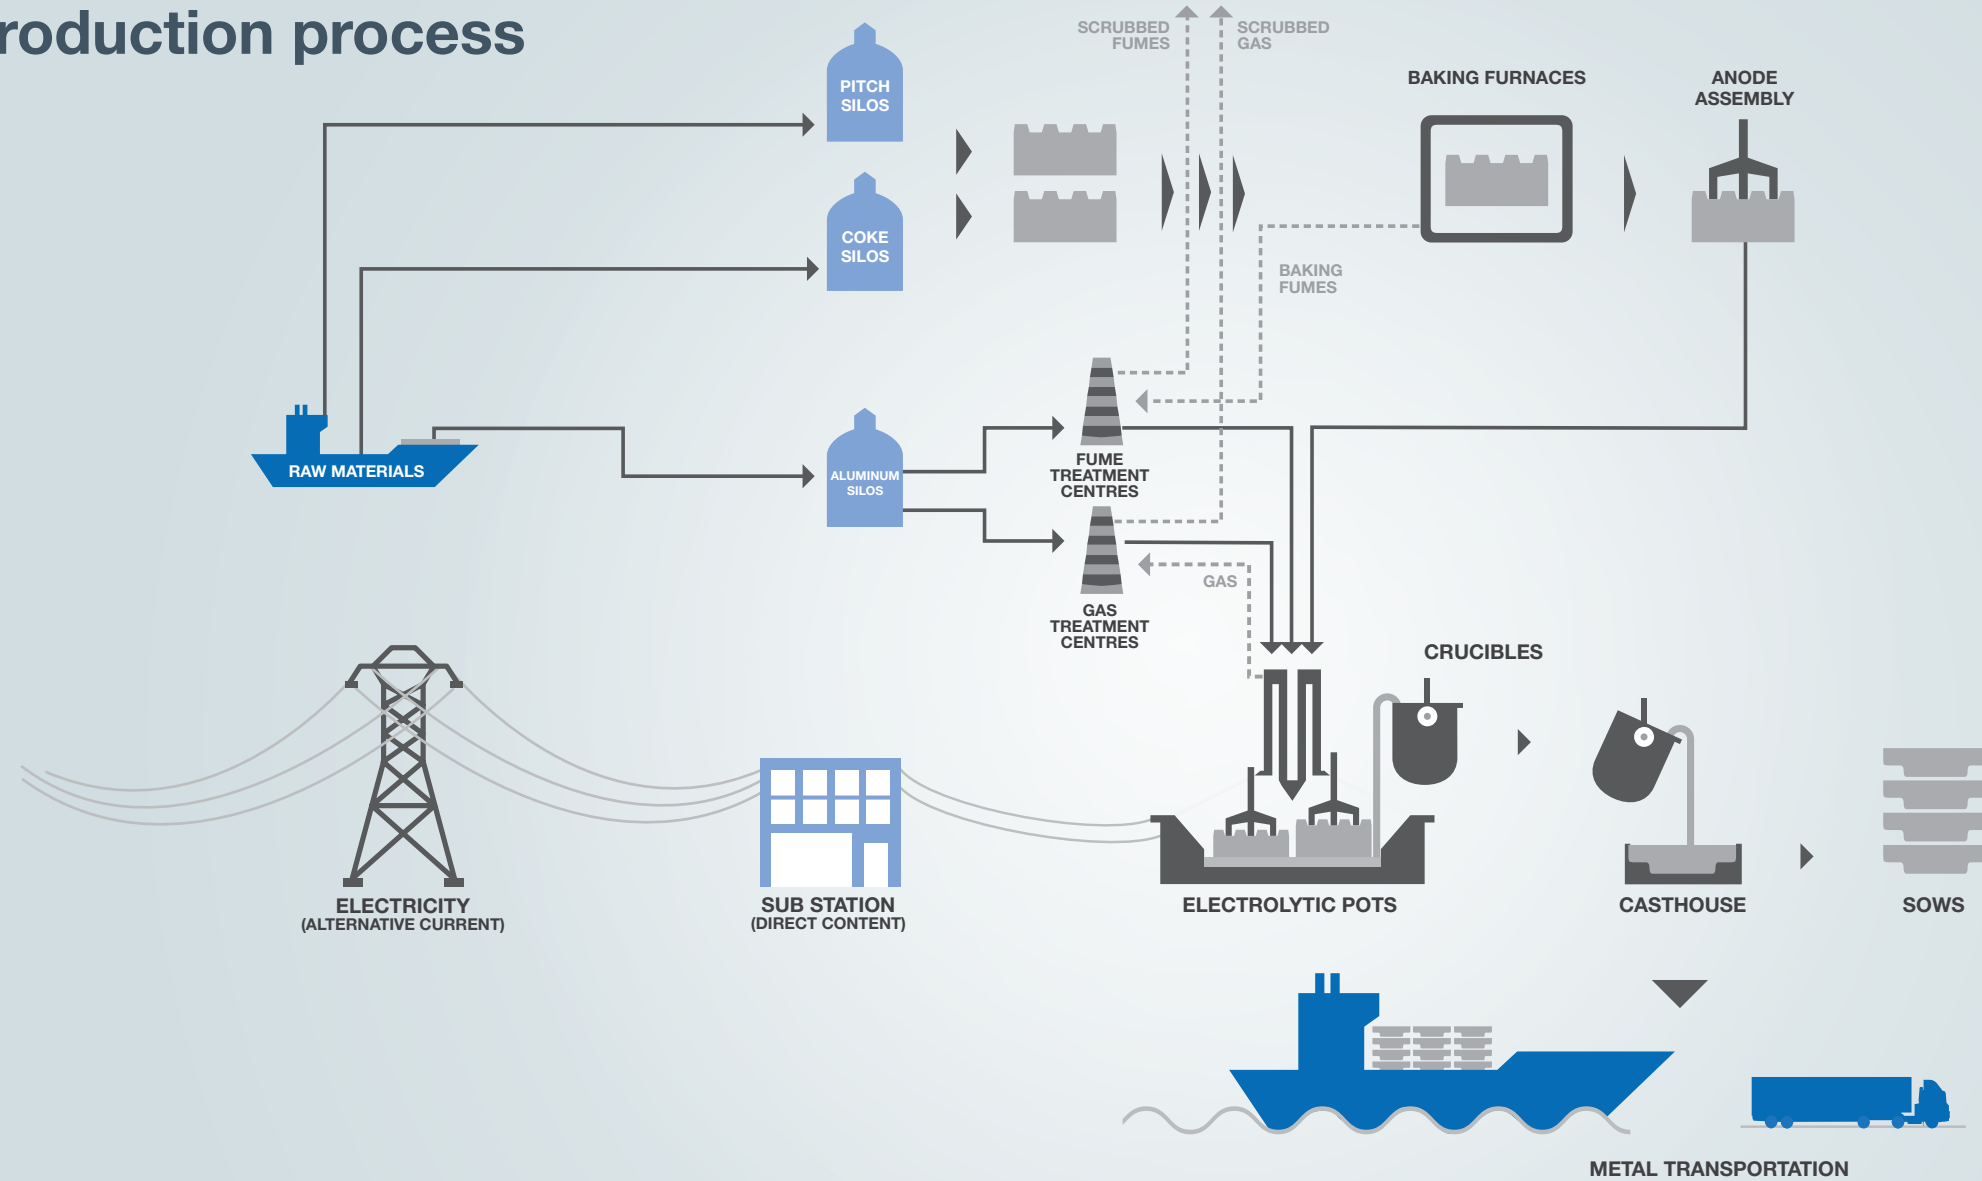 roduction process
SCRUBBED
FUMES
SCRUBBED
GAS
PITCH
SILOS
BAKING FURNACES
ANODE
ASSEMBLY
COKE
SILOS
BAKING
FUMES
RAW MATERIALS
ALUMINUM
SILOS
FUME
TREATMENT
CENTRES
GAS
GAS
TREATMENT
CENTRES
CRUCIBLES
ELECTRICITY
(ALTERNATIVE CURRENT)
SUB STATION
(DIRECT CONTENT)
ELECTROLYTIC POTS
CASTHOUSE
SOWS
METAL TRANSPORTATION